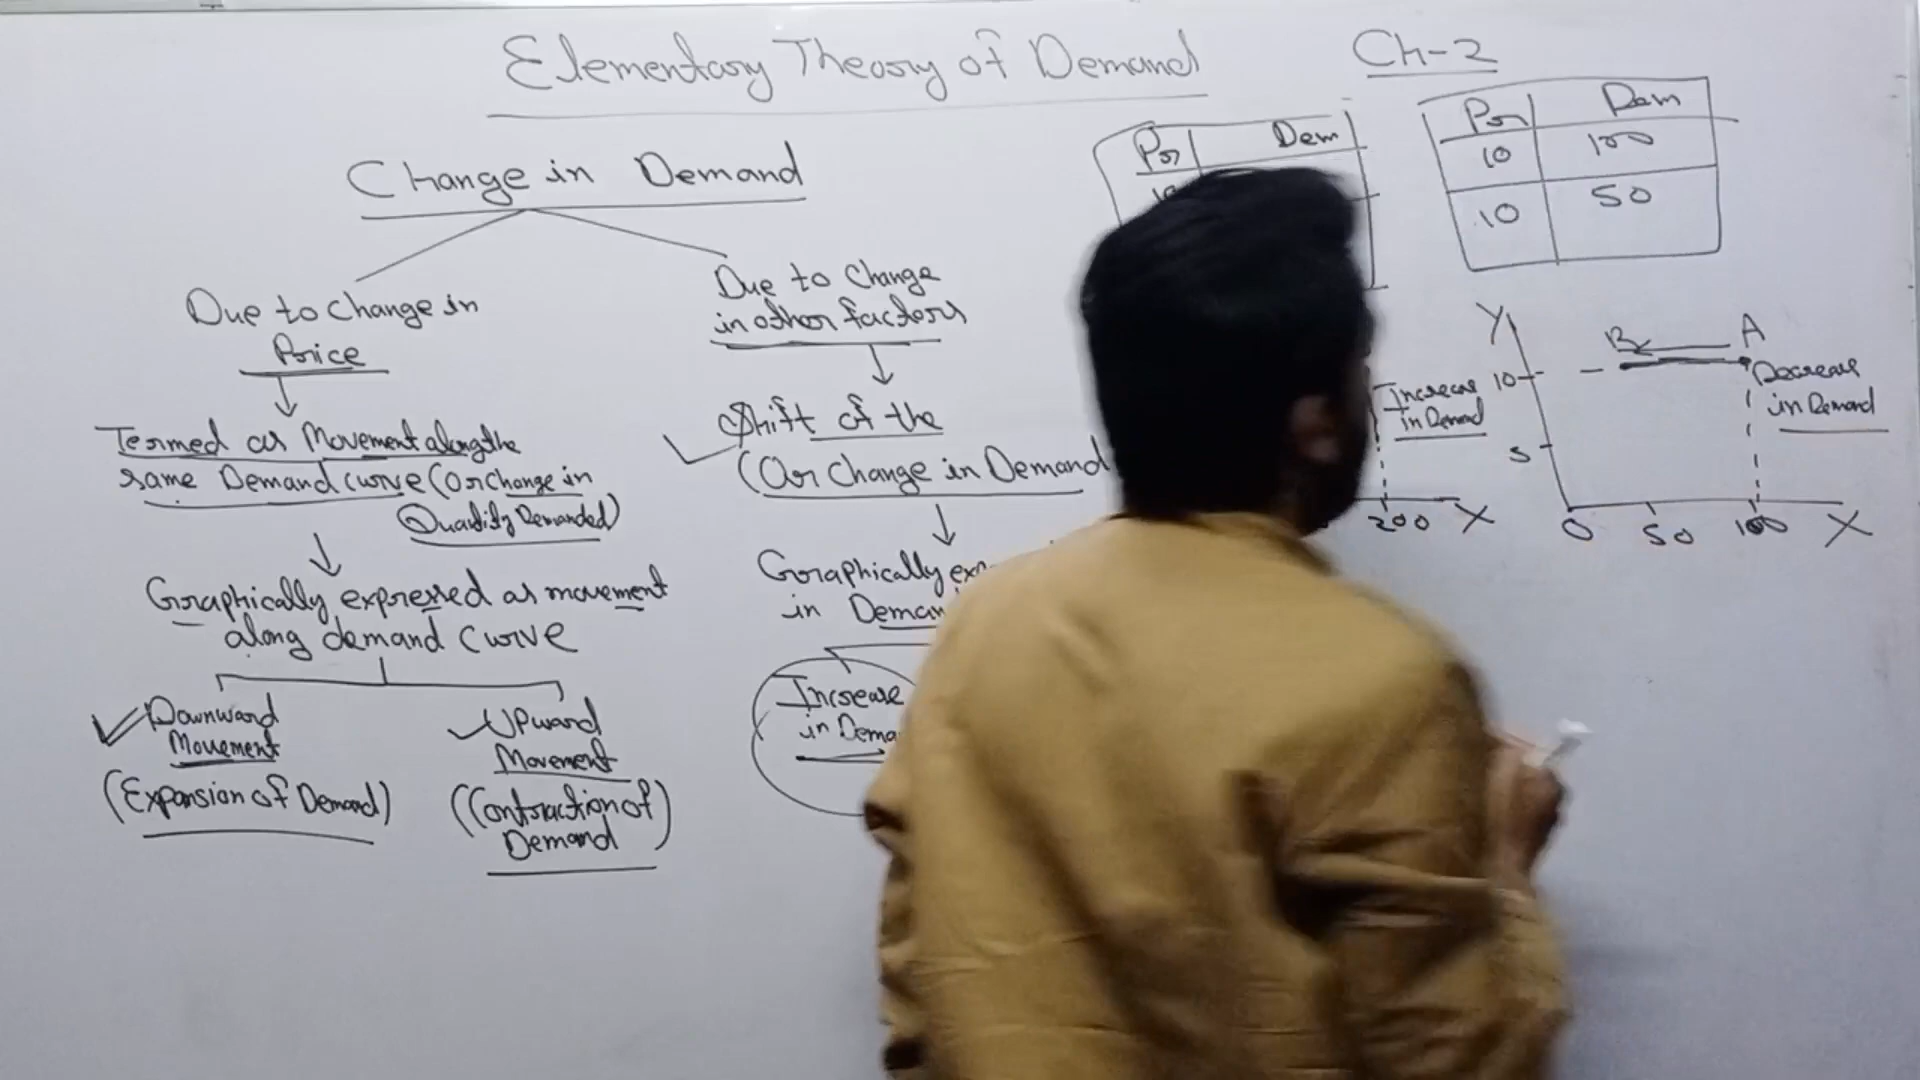 Elementary Theory of Demand
Ch-2
Change in Demand
Due to Change in
Price
Termed as Movement along the
same Demand curve (Or Change in
Quantity Demanded)
Graphically expressed as movement
along demand curve
Downward
Movement
(Expansion of Demand)
Upward
Movement
(Contraction of
Demand)
Due to Change
in other factors
Shift of the
(Or Change in Demand
Graphically
in
Increase
in
Pri Dem
10
Increase
in Demand
200 X
Pri Dem
10 100
10 50
Y
B A
10
Decrease
in Demand
5
0 50 100 X